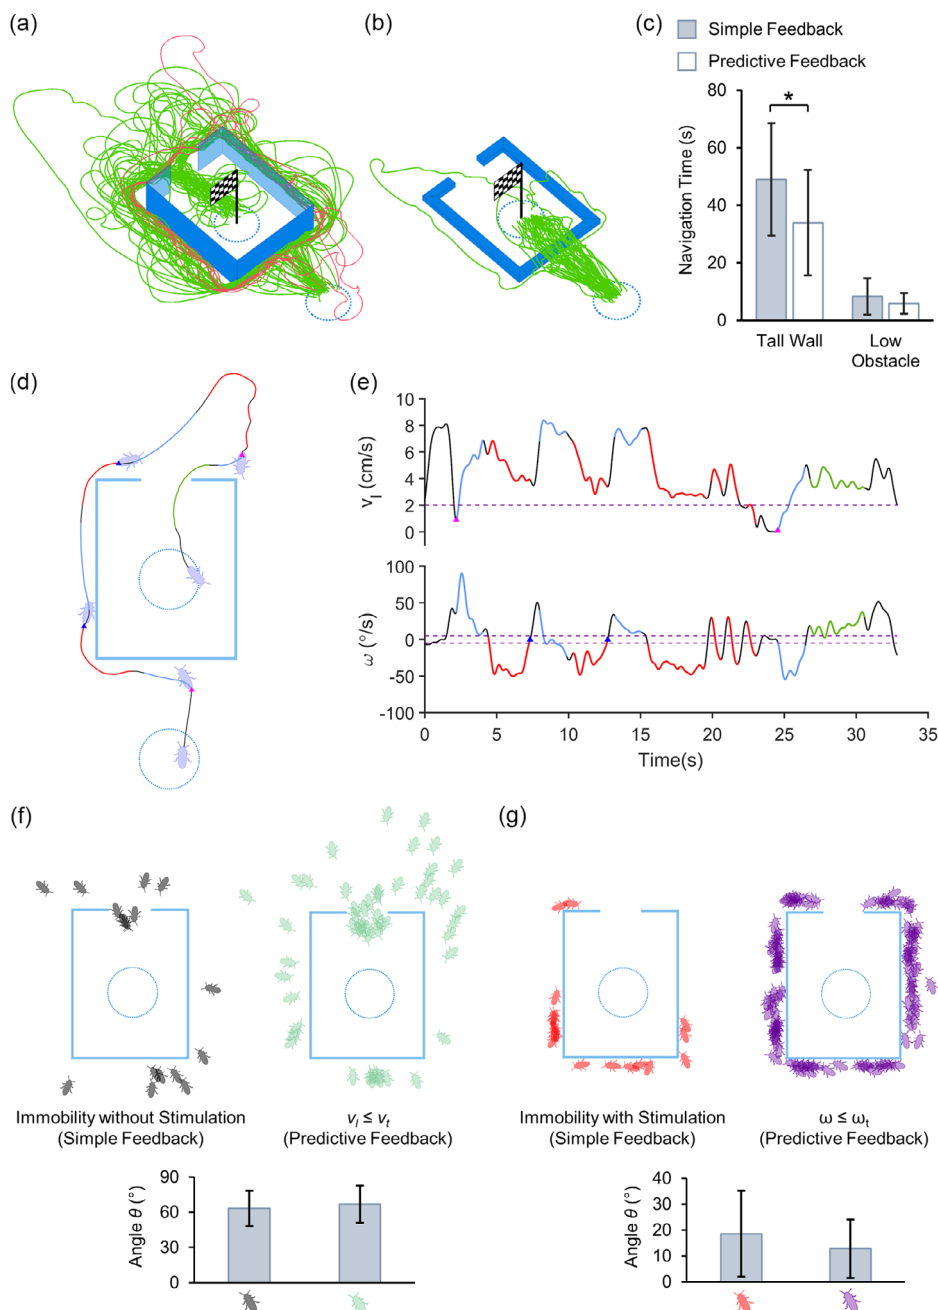 (a)
(b)
(c)
Simple Feedback
Predictive Feedback
80
60
40
20
0
Navigation Time (s)
*
Tall Wall
Low
Obstacle
(d)
(e)
10
8
6
4
2
0
v_l (cm/s)
100
50
0
-50
-100
ω (°/s)
0
5
10
15
20
25
30
35
Time(s)
(f)
(g)
Immobility without Stimulation
(Simple Feedback)
v_l ≤ v_t
(Predictive Feedback)
Immobility with Stimulation
(Simple Feedback)
ω ≤ ω_t
(Predictive Feedback)
90
60
30
0
Angle θ (°)
40
30
20
10
0
Angle θ (°)